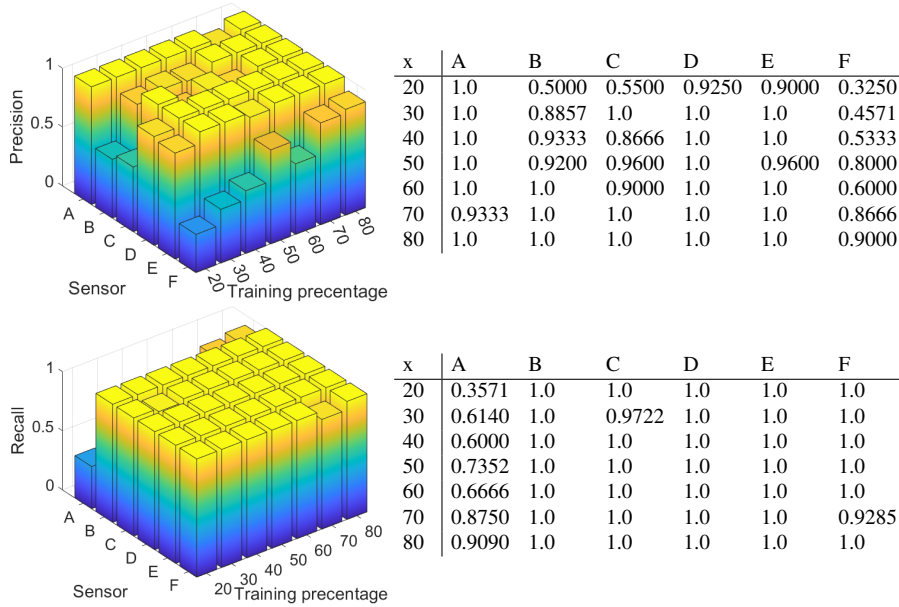 Precision
1
0.5
0
A
B
C
D
E
F
Sensor
20
30
40
50
60
70
80
Training precentage
x A B C D E F
20 1.0 0.5000 0.5500 0.9250 0.9000 0.3250
30 1.0 0.8857 1.0 1.0 1.0 0.4571
40 1.0 0.9333 0.8666 1.0 1.0 0.5333
50 1.0 0.9200 0.9600 1.0 0.9600 0.8000
60 1.0 1.0 0.9000 1.0 1.0 0.6000
70 0.9333 1.0 1.0 1.0 1.0 0.8666
80 1.0 1.0 1.0 1.0 1.0 0.9000
Recall
1
0.5
0
A
B
C
D
E
F
Sensor
20
30
40
50
60
70
80
Training precentage
x A B C D E F
20 0.3571 1.0 1.0 1.0 1.0 1.0
30 0.6140 1.0 0.9722 1.0 1.0 1.0
40 0.6000 1.0 1.0 1.0 1.0 1.0
50 0.7352 1.0 1.0 1.0 1.0 1.0
60 0.6666 1.0 1.0 1.0 1.0 1.0
70 0.8750 1.0 1.0 1.0 1.0 0.9285
80 0.9090 1.0 1.0 1.0 1.0 1.0